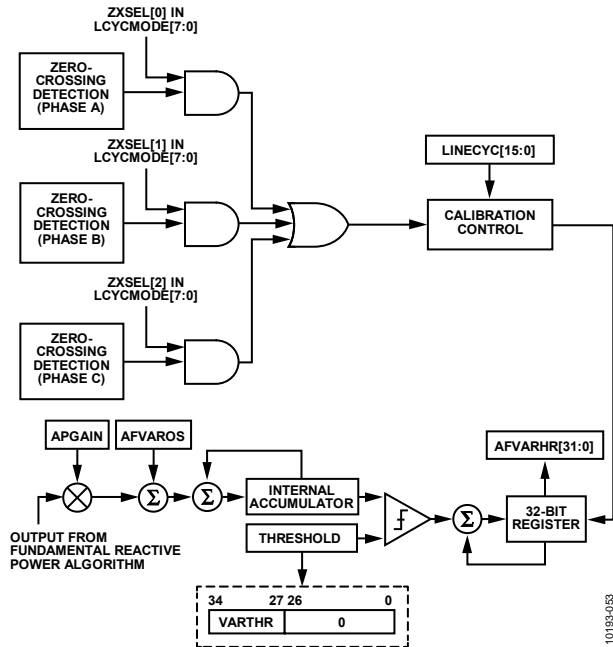 ZXSEL[0] IN
LCYCMODE[7:0]
ZERO-
CROSSING
DETECTION
(PHASE A)
ZXSEL[1] IN
LCYCMODE[7:0]
ZERO-
CROSSING
DETECTION
(PHASE B)
ZXSEL[2] IN
LCYCMODE[7:0]
ZERO-
CROSSING
DETECTION
(PHASE C)
LINECYC[15:0]
CALIBRATION
CONTROL
APGAIN
AFVAROS
Σ
Σ
OUTPUT FROM
FUNDAMENTAL REACTIVE
POWER ALGORITHM
INTERNAL
ACCUMULATOR
THRESHOLD
34
27 26
0
VARTHR
0
Σ
AFVARHR[31:0]
32-BIT
REGISTER
10193-053